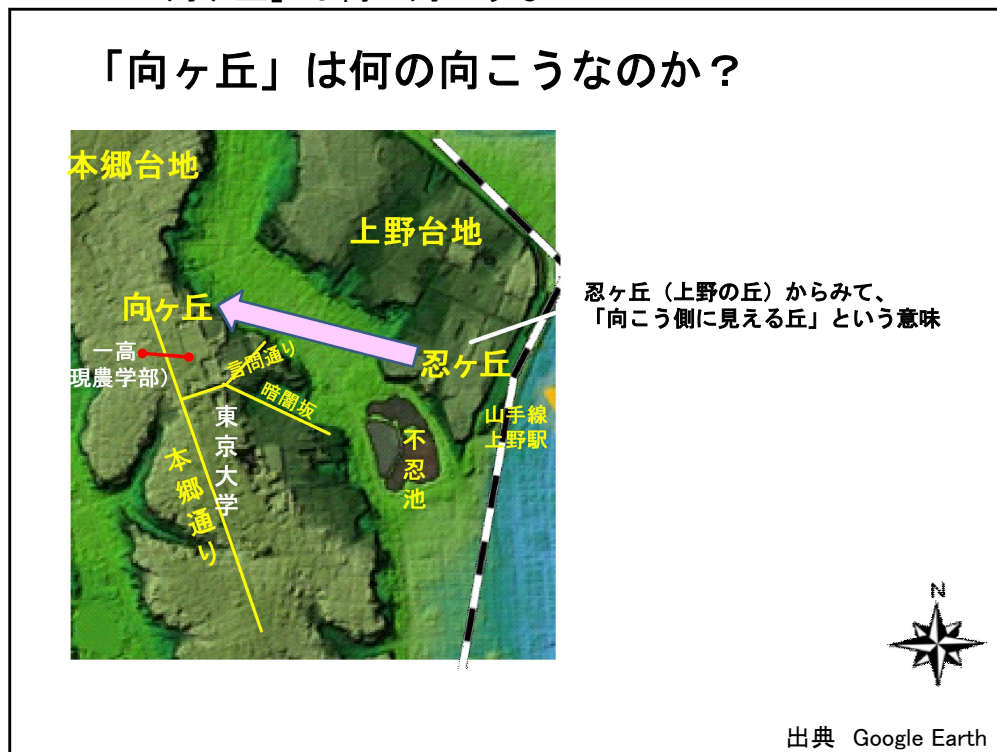 「向ヶ丘」は何の向こうなのか？
本郷台地
上野台地
向ヶ丘
忍ヶ丘（上野の丘）からみて、
「向こう側に見える丘」という意味
一高
現農学部）
言問通り
忍ヶ丘
暗闇坂
東京大学
不忍池
山手線
上野駅
本郷通り
N
出典 Google Earth